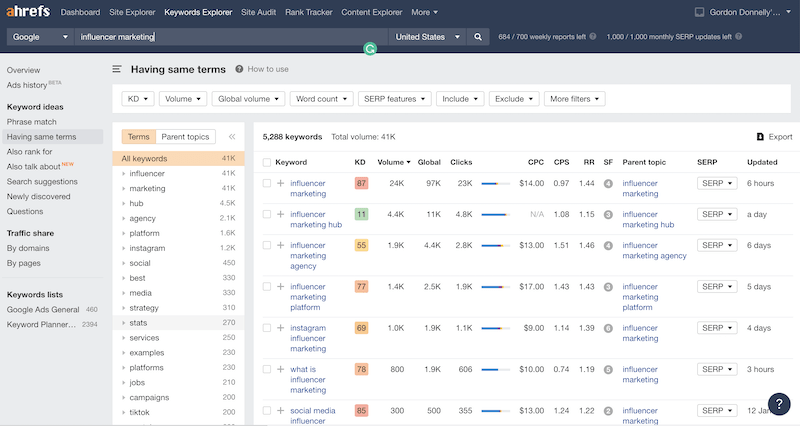 ahrefs Dashboard Site Explorer Keywords Explorer Site Audit Rank Tracker Content Explorer More Gordon Donnelly'...
Google influencer marketing United States 684 / 700 weekly reports left 1,000 / 1,000 monthly SERP updates left
Overview
Ads history BETA
Keyword ideas
Phrase match
Having same terms
Also rank for
Also talk about NEW
Search suggestions
Newly discovered
Questions
Traffic share
By domains
By pages
Keywords lists
Google Ads General 460
Keyword Planner... 2394
Having same terms ? How to use
KD Volume Global volume Word count SERP features Include Exclude More filters
Terms Parent topics
All keywords 41K
influencer 41K
marketing 41K
hub 4.5K
agency 2.1K
platform 1.6K
instagram 1.2K
social 450
best 330
media 330
strategy 310
stats 270
services 250
examples 230
platforms 230
jobs 210
campaigns 200
tiktok 200
5,288 keywords Total volume: 41K Export
Keyword KD Volume Global Clicks CPC CPS RR SF Parent topic SERP Updated
influencer 87 24K 97K 23K $14.00 0.97 1.44 4 influencer SERP 6 hours
marketing marketing
influencer 11 4.4K 11K 4.8K N/A 1.08 1.15 3 influencer SERP a day
marketing hub marketing hub
influencer 55 1.9K 4.4K 2.8K $13.00 1.51 1.46 4 influencer SERP 6 days
marketing marketing agency
agency
influencer 77 1.4K 2.5K 1.9K $17.00 1.43 1.43 3 influencer SERP 5 days
marketing marketing
platform platform
instagram 69 1.0K 1.9K 1.1K $9.00 1.14 1.39 6 influencer SERP 4 days
influencer marketing
marketing
what is 78 800 1.9K 606 $10.00 0.74 1.19 5 influencer SERP 3 hours
influencer marketing
marketing
social media 85 300 500 355 $13.00 1.24 1.22 2 influencer SERP 12 Jan
influencer marketing
?